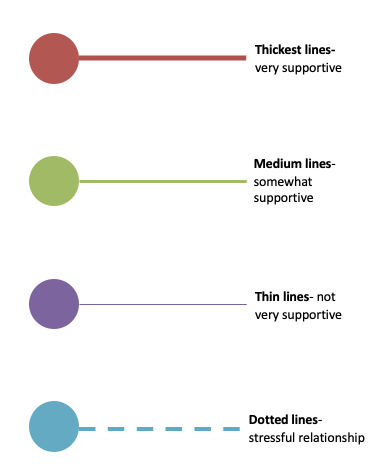 Thickest lines-
very supportive
Medium lines-
somewhat
supportive
Thin lines- not
very supportive
Dotted lines-
stressful relationship